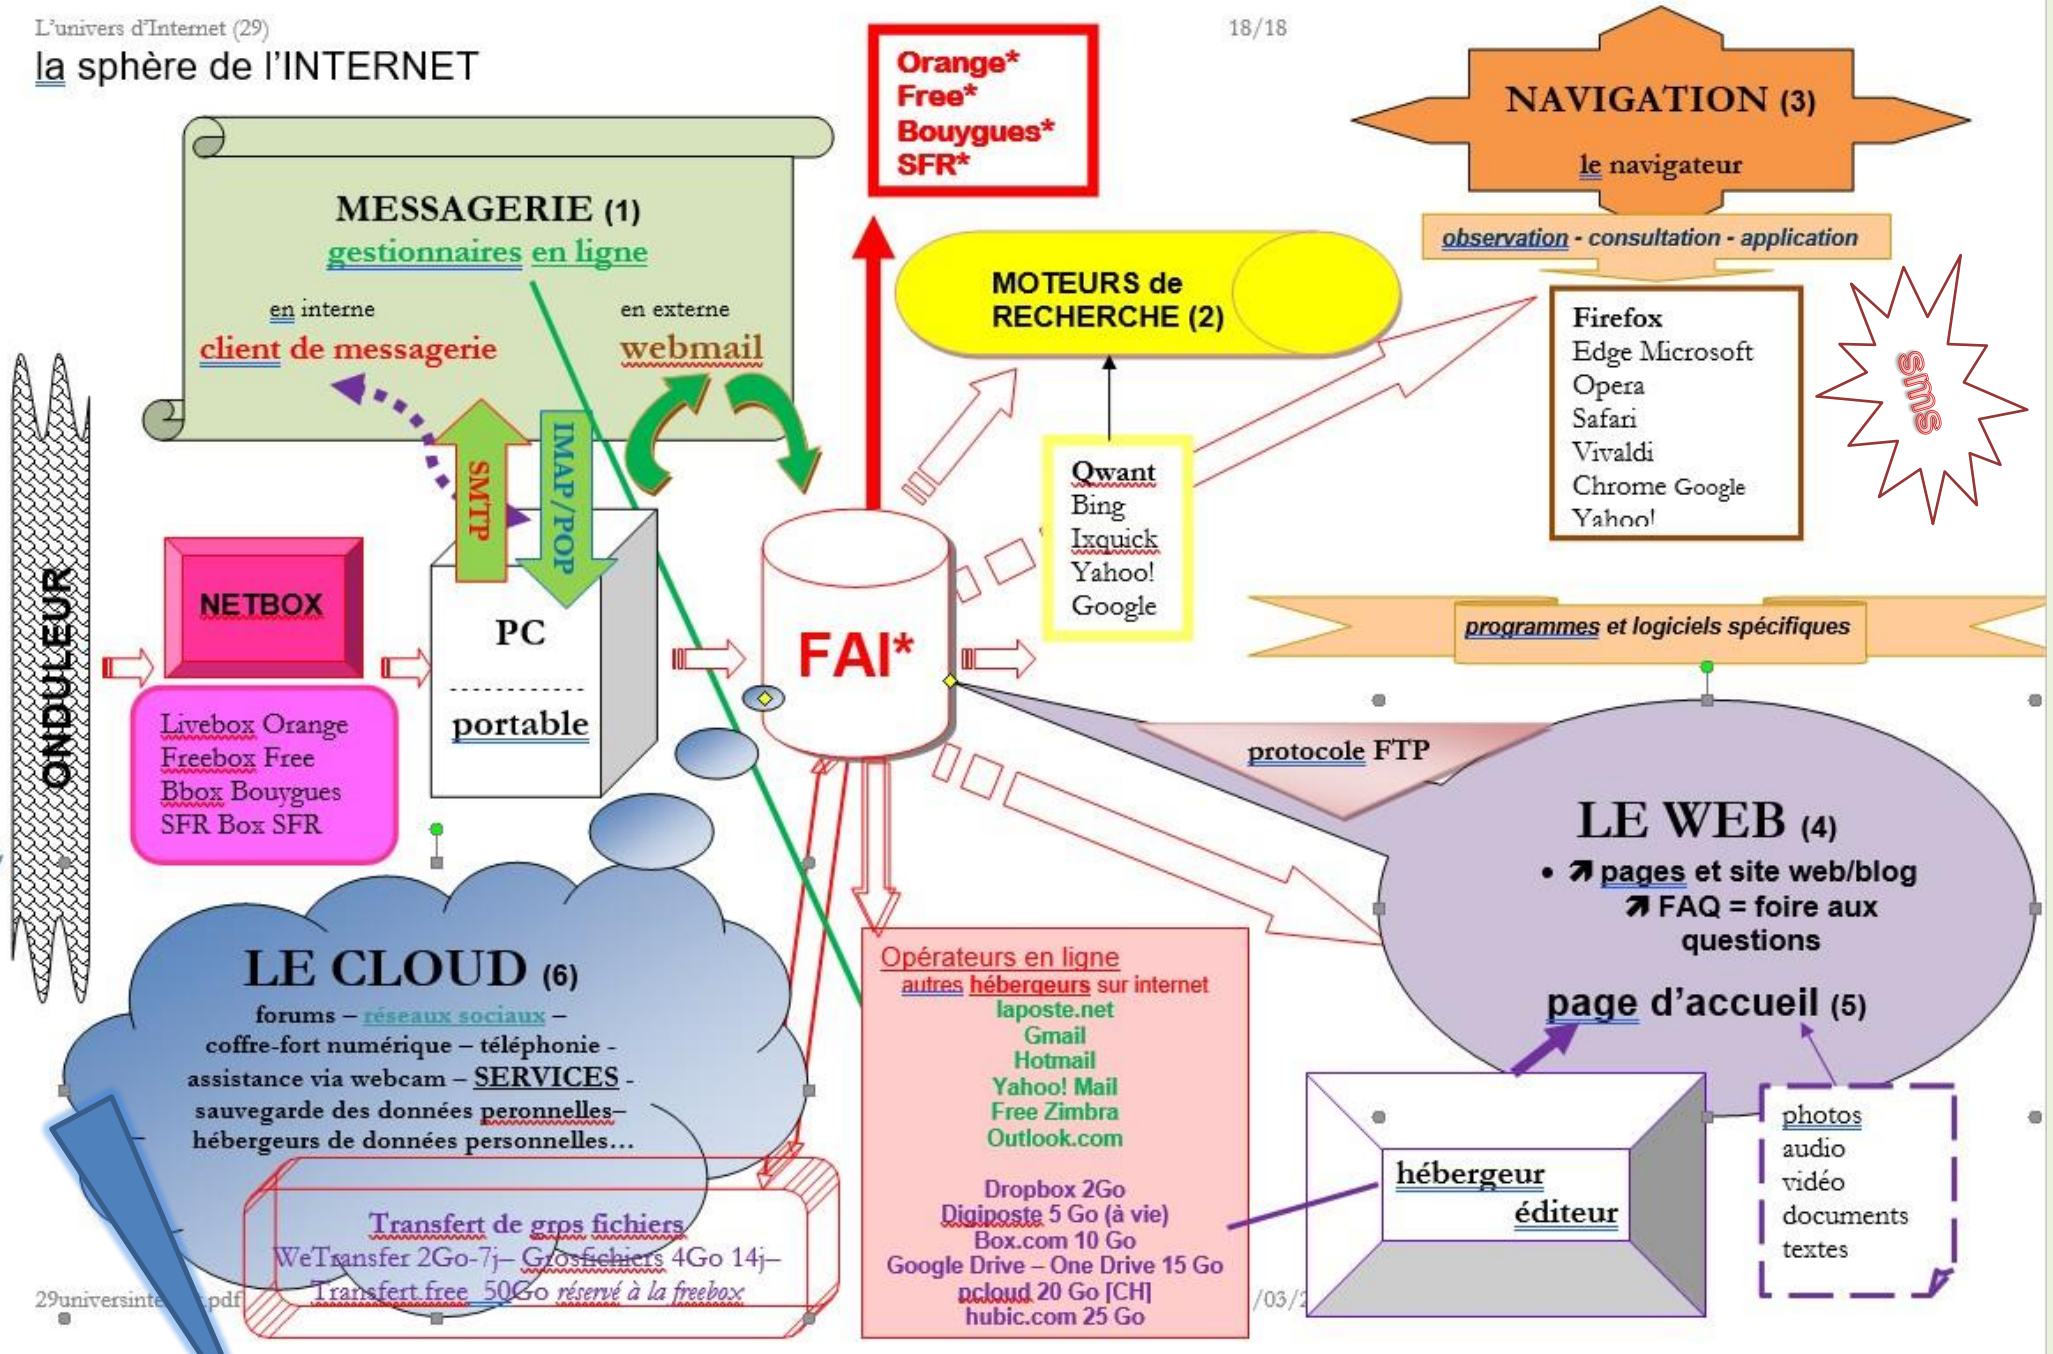 L'univers d'Internet (29)
18/18
la sphère de l'INTERNET
Orange*
Free*
Bouygues*
SFR*
NAVIGATION (3)
le navigateur
observation - consultation - application
MESSAGERIE (1)
gestionnaires en ligne
en interne
client de messagerie
en externe
webmail
MOTEURS de
RECHERCHE (2)
Firefox
Edge Microsoft
Opera
Safari
Vivaldi
Chrome Google
Yahoo!
sms
SMTP
IMAP/POP
Qwant
Bing
Ixquick
Yahoo!
Google
ONDULEUR
NETBOX
Livebox Orange
Freebox Free
Bbox Bouygues
SFR Box SFR
PC
portable
FAI*
programmes et logiciels spécifiques
protocole FTP
LE WEB (4)
• ↗ pages et site web/blog
↗ FAQ = foire aux
questions
page d'accueil (5)
LE CLOUD (6)
forums – réseaux sociaux –
coffre-fort numérique – téléphonie -
assistance via webcam – SERVICES -
sauvegarde des données peronnelles–
hébergeurs de données personnelles…
Transfert de gros fichiers
WeTransfer 2Go-7j– Grosfichiers 4Go 14j–
Transfert.free 50Go réservé à la freebox
Opérateurs en ligne
autres hébergeurs sur internet
laposte.net
Gmail
Hotmail
Yahoo! Mail
Free Zimbra
Outlook.com
Dropbox 2Go
Digiposte 5 Go (à vie)
Box.com 10 Go
Google Drive – One Drive 15 Go
pcloud 20 Go [CH]
hubic.com 25 Go
hébergeur
éditeur
photos
audio
vidéo
documents
textes
/03/